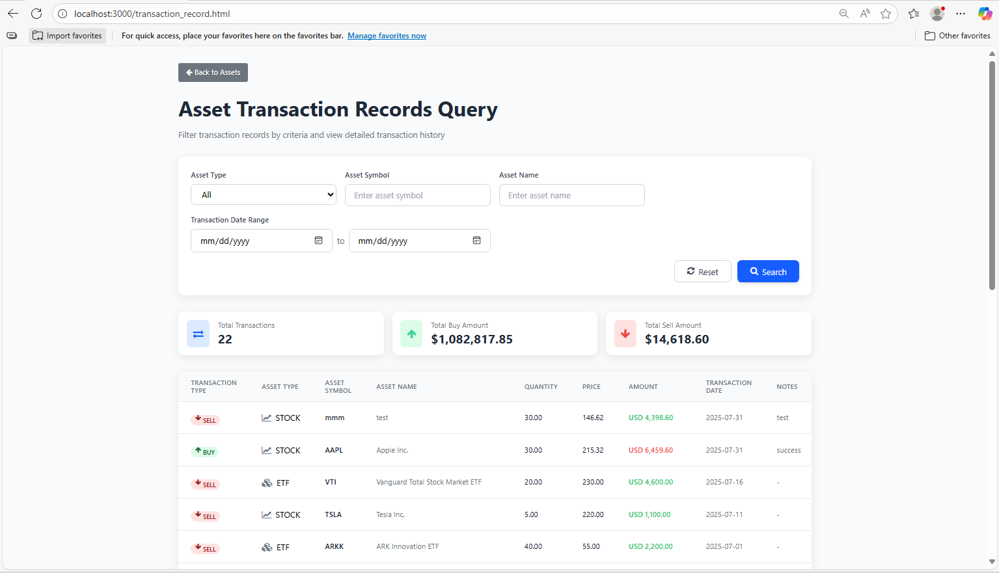 localhost:3000/transaction_record.html
Import favorites For quick access, place your favorites here on the favorites bar. Manage favorites now Other favorites
Back to Assets
Asset Transaction Records Query
Filter transaction records by criteria and view detailed transaction history
Asset Type Asset Symbol Asset Name
All Enter asset symbol Enter asset name
Transaction Date Range
mm/dd/yyyy to mm/dd/yyyy
Reset Search
Total Transactions
22
Total Buy Amount
$1,082,817.85
Total Sell Amount
$14,618.60
TRANSACTION TYPE ASSET TYPE ASSET SYMBOL ASSET NAME QUANTITY PRICE AMOUNT TRANSACTION DATE NOTES
SELL STOCK mmm test 30.00 146.62 USD 4,398.60 2025-07-31 test
BUY STOCK AAPL Apple Inc. 30.00 215.32 USD 6,459.60 2025-07-31 success
SELL ETF VTI Vanguard Total Stock Market ETF 20.00 230.00 USD 4,600.00 2025-07-16 -
SELL STOCK TSLA Tesla Inc. 5.00 220.00 USD 1,100.00 2025-07-11 -
SELL ETF ARKK ARK Innovation ETF 40.00 55.00 USD 2,200.00 2025-07-01 -